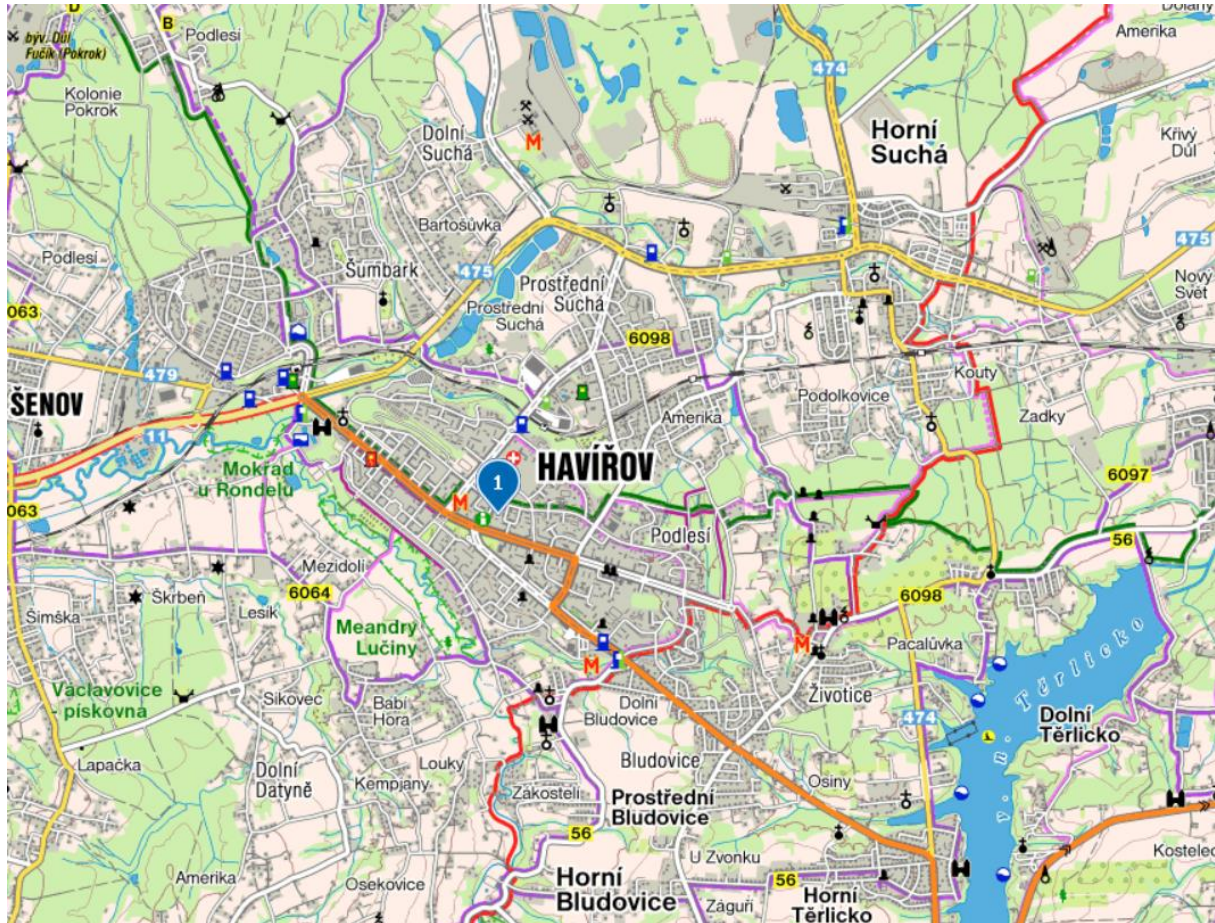 D
B
Podlesí
býv. Důl
Fučík (Pokrok)
Kolonie
Pokrok
Dolní
Suchá
M
474
Horní
Suchá
Amerika
Křivý
Důl
Bartošůvka
Podlesí
Šumbark
475
Prostřední
Suchá
Prostřední
Suchá
475
Nový
Svět
6098
479
ŠENOV
11
Kouty
Zadky
Amerika
Podolkovice
Mokřad
u Rondelu
HAVÍŘOV
1
M
6097
Podlesí
56
Mezidolí
6064
Škrbeň
Lesík
Šimška
6098
Meandry
Lučiny
M
M
Pacalůvka
Václavovice
pískovna
Sikovec
Babí
Hora
Dolní
Bludovice
Životice
474
v. n. Těrlicko
Dolní
Těrlicko
Lapačka
Dolní
Datyně
Kempjany
Louky
Bludovice
Osiny
Zákostelí
Prostřední
Bludovice
56
U Zvonku
Kostelec
Amerika
Osekovice
Horní
Bludovice
56
Záguří
Horní
Těrlicko